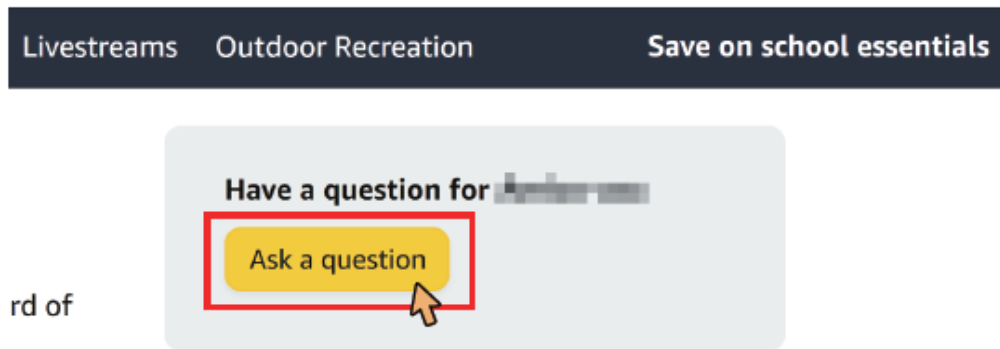 Livestreams Outdoor Recreation Save on school essentials
Have a question for
Ask a question
rd of